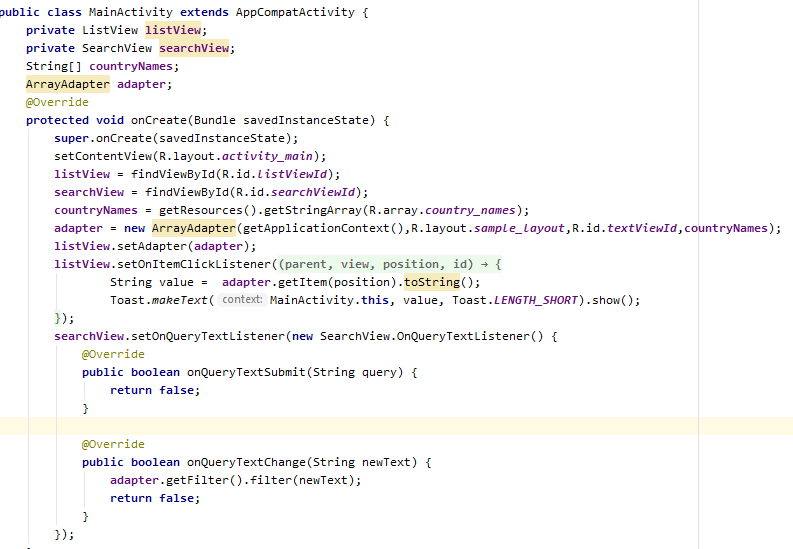 public class MainActivity extends AppCompatActivity {
private ListView listView;
private SearchView searchView;
String[] countryNames;
ArrayAdapter adapter;
@Override
protected void onCreate(Bundle savedInstanceState) {
super.onCreate(savedInstanceState);
setContentView(R.layout.activity_main);
listView = findViewById(R.id.listViewId);
searchView = findViewById(R.id.searchViewId);
countryNames = getResources().getStringArray(R.array.country_names);
adapter = new ArrayAdapter(getApplicationContext(),R.layout.sample_layout,R.id.textViewId,countryNames);
listView.setAdapter(adapter);
listView.setOnItemClickListener((parent, view, position, id) → {
String value =  adapter.getItem(position).toString();
Toast.makeText( context: MainActivity.this, value, Toast.LENGTH_SHORT).show();
});
searchView.setOnQueryTextListener(new SearchView.OnQueryTextListener() {
@Override
public boolean onQueryTextSubmit(String query) {
return false;
}
@Override
public boolean onQueryTextChange(String newText) {
adapter.getFilter().filter(newText);
return false;
}
});